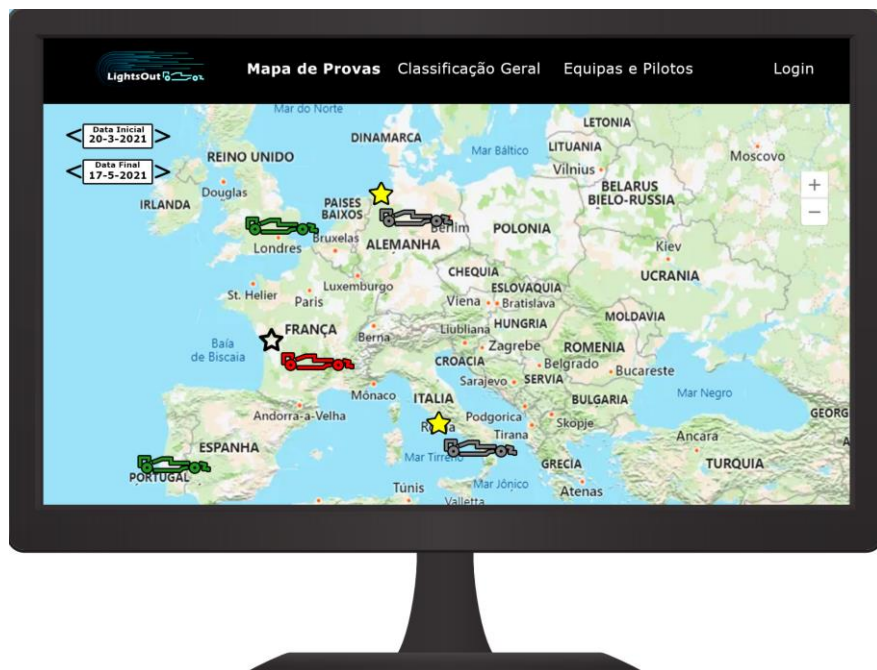 LightsOut
Mapa de Provas
Classificação Geral
Equipas e Pilotos
Login
<
Data Inicial
20-3-2021
>
<
Data Final
17-5-2021
>
+
−
Mar do Norte
DINAMARCA
LETONIA
LITUANIA
Mar Báltico
Moscovo
Vilnius
REINO UNIDO
BELARUS
BIELO-RUSSIA
Douglas
IRLANDA
PAISES
BAIXOS
Berlim
POLONIA
Londres
Bruxelas
ALEMANHA
Kiev
CHEQUIA
UCRANIA
Luxemburgo
ESLOVAQUIA
St. Helier
Paris
Viena
Bratislava
MOLDAVIA
FRANÇA
Berna
Liubliana
HUNGRIA
Baía
de Biscaia
Zagrebe
ROMENIA
CROACIA
Belgrado
Bucareste
Sarajevo
SERVIA
Mónaco
ITALIA
BULGARIA
Mar Negro
Andorra-a-Velha
Podgorica
Skopje
GEORG
Tirana
Ancara
ESPANHA
Mar Tirreno
GRECIA
TURQUIA
PORTUGAL
Tunis
Mar Jónico
Atenas
Valletta